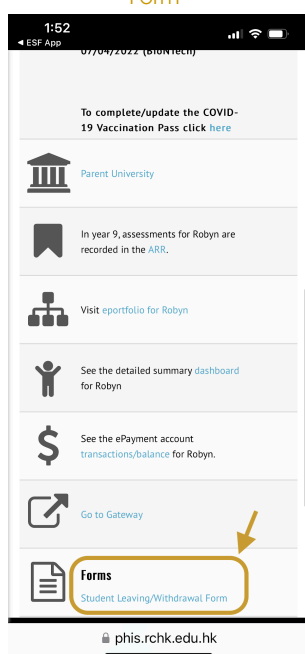 Form
1:52
◄ ESF App
07/04/2022 (BioNTech)
To complete/update the COVID-
19 Vaccination Pass click here
Parent University
In year 9, assessments for Robyn are
recorded in the ARR.
Visit eportfolio for Robyn
See the detailed summary dashboard
for Robyn
See the ePayment account
transactions/balance for Robyn.
Go to Gateway
Forms
Student Leaving/Withdrawal Form
phis.rchk.edu.hk